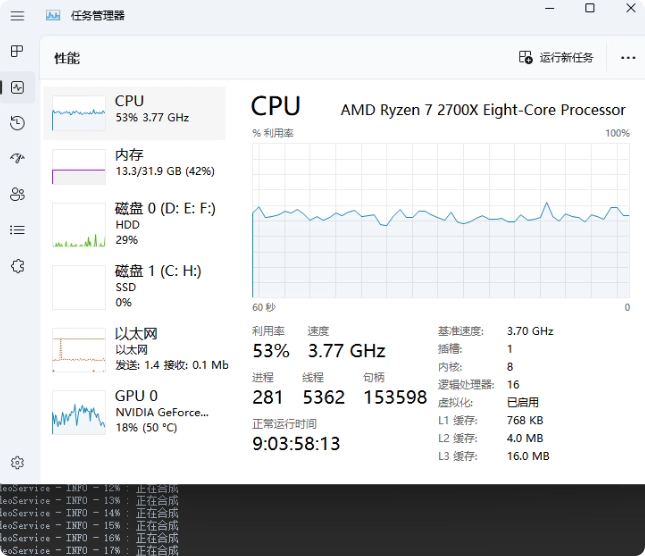 任务管理器
性能
运行新任务
CPU
53% 3.77 GHz
内存
13.3/31.9 GB (42%)
磁盘 0 (D: E: F:)
HDD
29%
磁盘 1 (C: H:)
SSD
0%
以太网
以太网
发送: 1.4 接收: 0.1 Mb
GPU 0
NVIDIA GeForce...
18% (50 °C)
CPU
AMD Ryzen 7 2700X Eight-Core Processor
% 利用率
100%
60 秒
0
利用率
速度
53%
3.77 GHz
进程
线程
句柄
281
5362
153598
正常运行时间
9:03:58:13
基准速度:
3.70 GHz
插槽:
1
内核:
8
逻辑处理器:
16
虚拟化:
已启用
L1 缓存:
768 KB
L2 缓存:
4.0 MB
L3 缓存:
16.0 MB
deoService - INFO - 12% : 正在合成
deoService - INFO - 13% : 正在合成
deoService - INFO - 14% : 正在合成
deoService - INFO - 15% : 正在合成
deoService - INFO - 16% : 正在合成
deoService - INFO - 17% : 正在合成